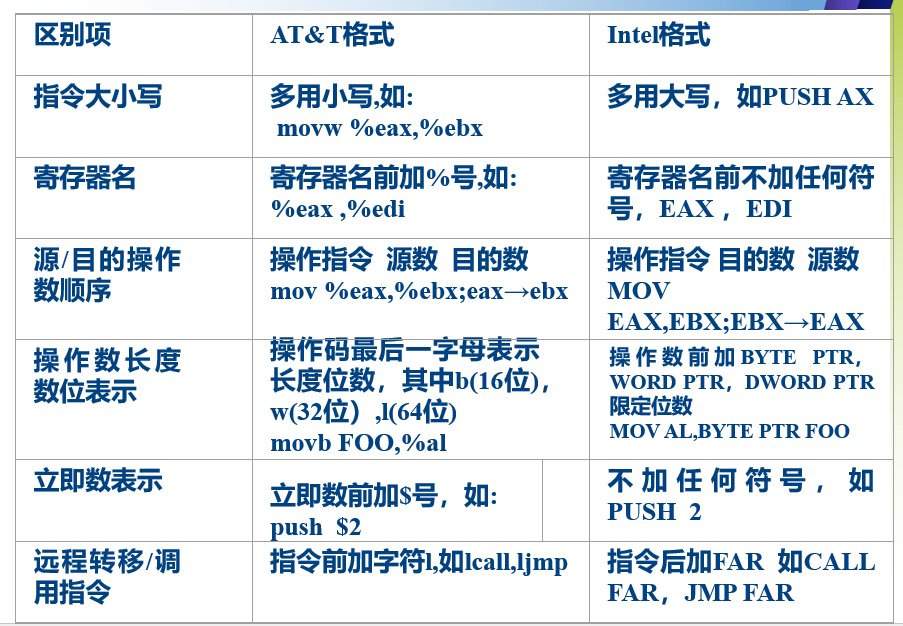 区别项
AT&T格式
Intel格式
指令大小写
多用小写,如:
movw %eax,%ebx
多用大写，如PUSH AX
寄存器名
寄存器名前加%号,如:
%eax ,%edi
寄存器名前不加任何符
号，EAX ，EDI
源/目的操作
数顺序
操作指令 源数 目的数
mov %eax,%ebx;eax→ebx
操作指令 目的数 源数
MOV
EAX,EBX;EBX→EAX
操作数长度
数位表示
操作码最后一字母表示
长度位数，其中b(16位)，
w(32位）,l(64位)
movb FOO,%al
操作数前加BYTE PTR，
WORD PTR，DWORD PTR
限定位数
MOV AL,BYTE PTR FOO
立即数表示
立即数前加$号，如:
push $2
不加任何符号，如
PUSH 2
远程转移/调
用指令
指令前加字符l,如lcall,ljmp
指令后加FAR 如CALL
FAR，JMP FAR